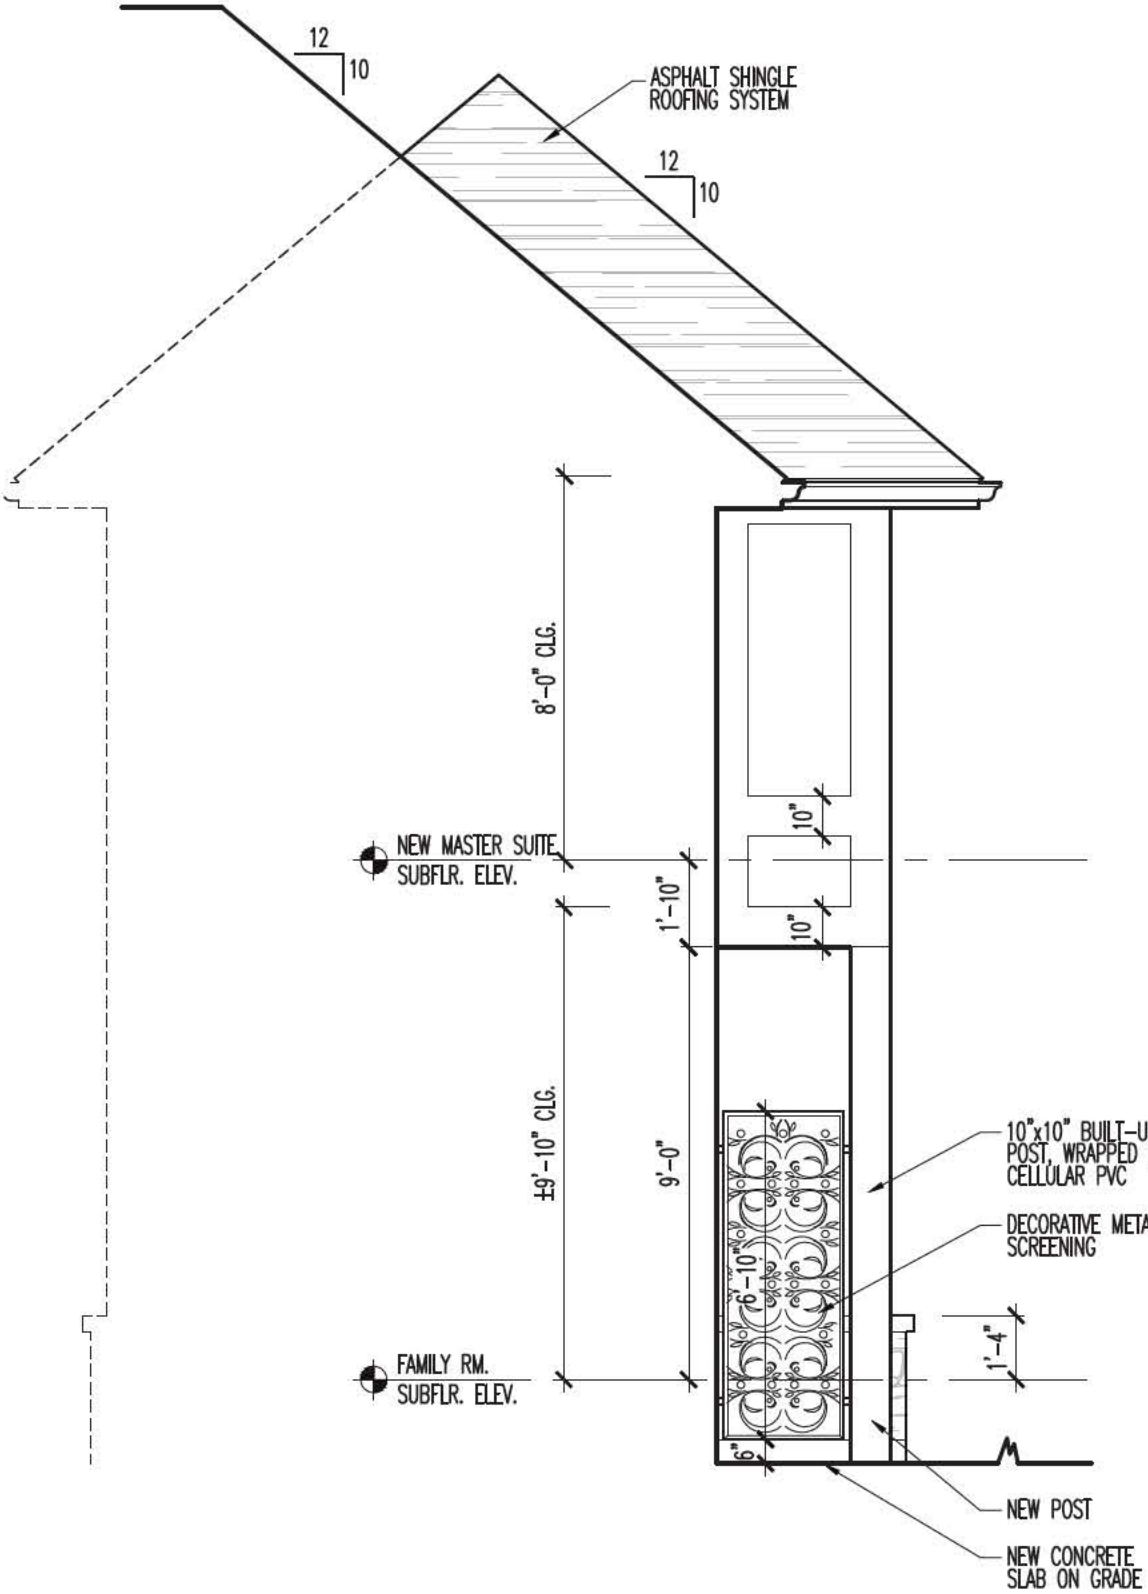 12
10
ASPHALT SHINGLE
ROOFING SYSTEM
12
10
8'-0" CLG.
10"
NEW MASTER SUITE
SUBFLR. ELEV.
1'-10"
10"
±9'-10" CLG.
9'-0"
10"x10" BUILT-U
POST, WRAPPED
CELLULAR PVC
DECORATIVE META
SCREENING
6'-10"
1'-4"
FAMILY RM.
SUBFLR. ELEV.
6"
NEW POST
NEW CONCRETE
SLAB ON GRADE